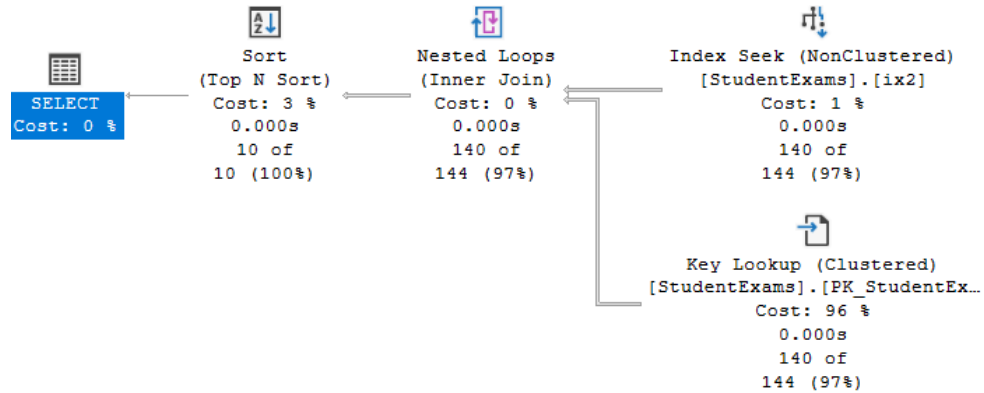 SELECT
Cost: 0 %
Sort
(Top N Sort)
Cost: 3 %
0.000s
10 of
10 (100%)
Nested Loops
(Inner Join)
Cost: 0 %
0.000s
140 of
144 (97%)
Index Seek (NonClustered)
[StudentExams].[ix2]
Cost: 1 %
0.000s
140 of
144 (97%)
Key Lookup (Clustered)
[StudentExams].[PK_StudentEx…
Cost: 96 %
0.000s
140 of
144 (97%)